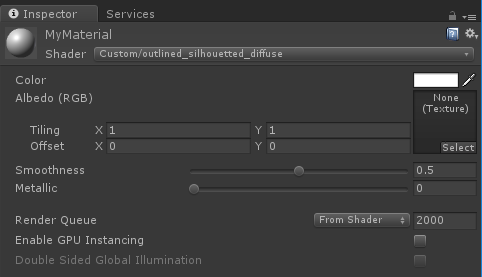 Inspector Services
MyMaterial
Shader Custom/outlined_silhouetted_diffuse
Color
Albedo (RGB) None
(Texture)
Tiling X 1 Y 1
Offset X 0 Y 0
Select
Smoothness 0.5
Metallic 0
Render Queue From Shader 2000
Enable GPU Instancing
Double Sided Global Illumination